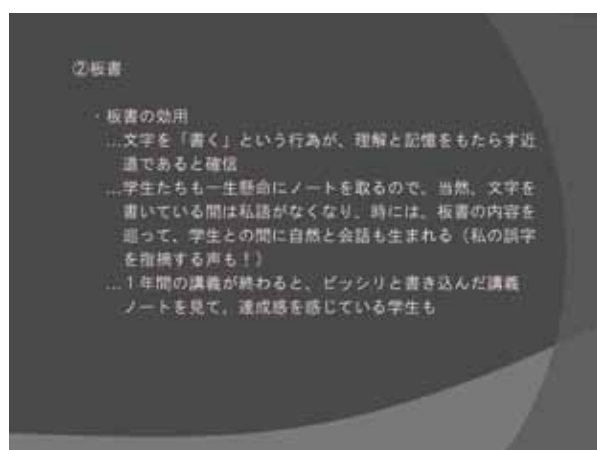 ②板書
・板書の効用
…文字を「書く」という行為が、理解と記憶をもたらす近
道であると確信
…学生たちも一生懸命にノートを取るので、当然、文字を
書いている間は私語がなくなり、時には、板書の内容を
巡って、学生との間に自然と会話も生まれる（私の誤字
を指摘する声も！）
…１年間の講義が終わると、ビッシリと書き込んだ講義
ノートを見て、達成感を感じている学生も